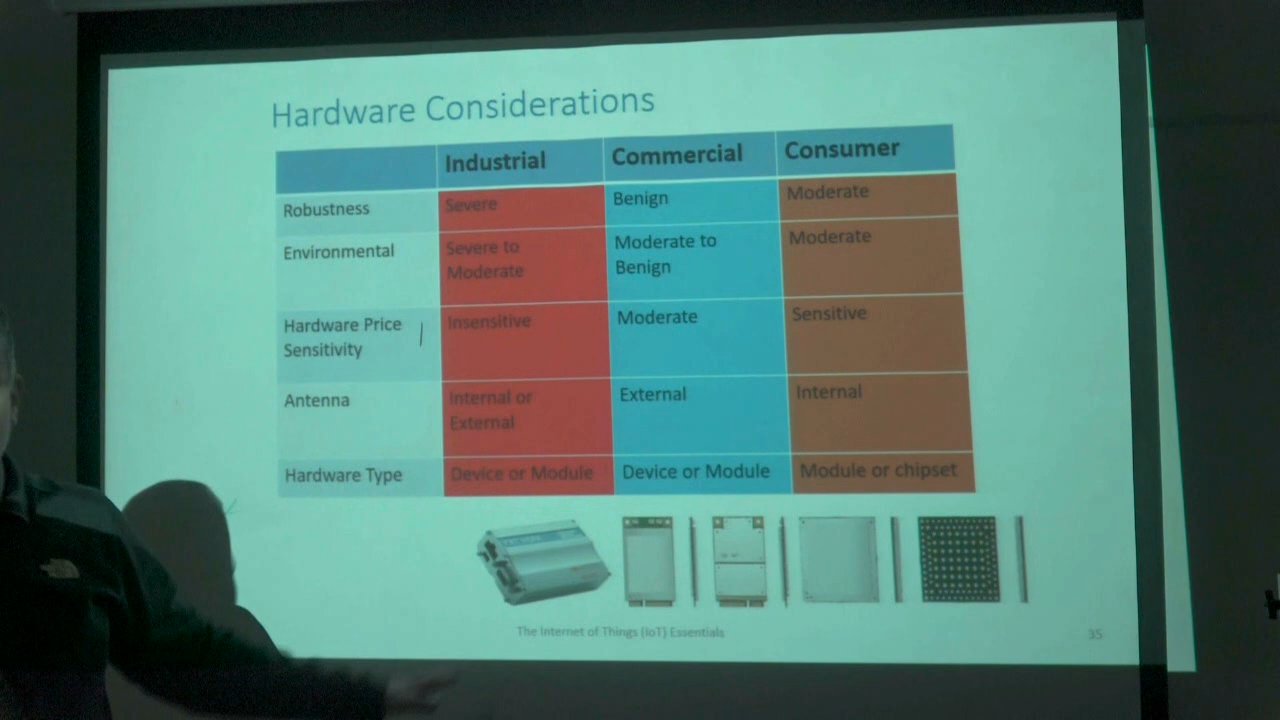 Hardware Considerations
Industrial Commercial Consumer
Robustness Severe Benign Moderate
Environmental Severe to Moderate to Moderate
Moderate Benign
Hardware Price Insensitive Moderate Sensitive
Sensitivity
Antenna Internal or External Internal
External
Hardware Type Device or Module Device or Module Module or chipset
The Internet of Things (IoT) Essentials 35